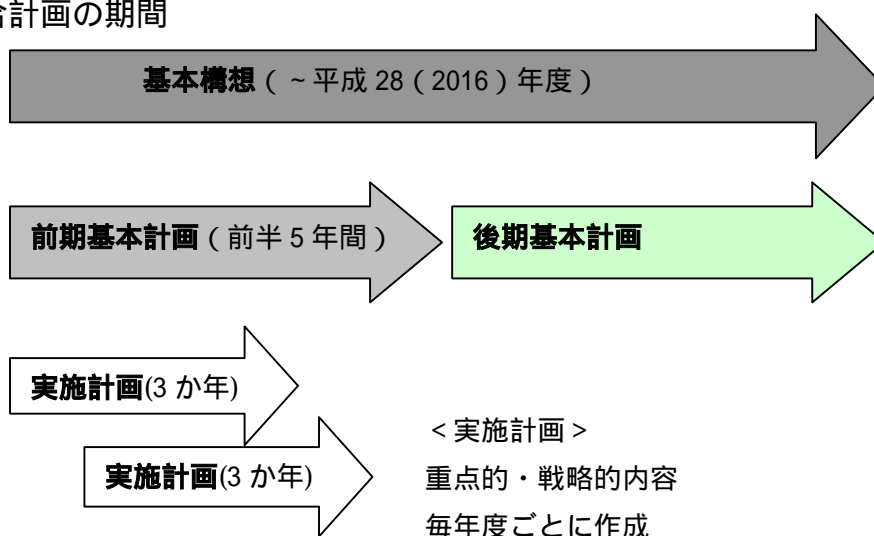 計画の期間
基本構想(~平成28(2016)年度)
前期基本計画(前半5年間)
後期基本計画
実施計画(3か年)
実施計画(3か年)
<実施計画>
重点的・戦略的内容
毎年度ごとに作成